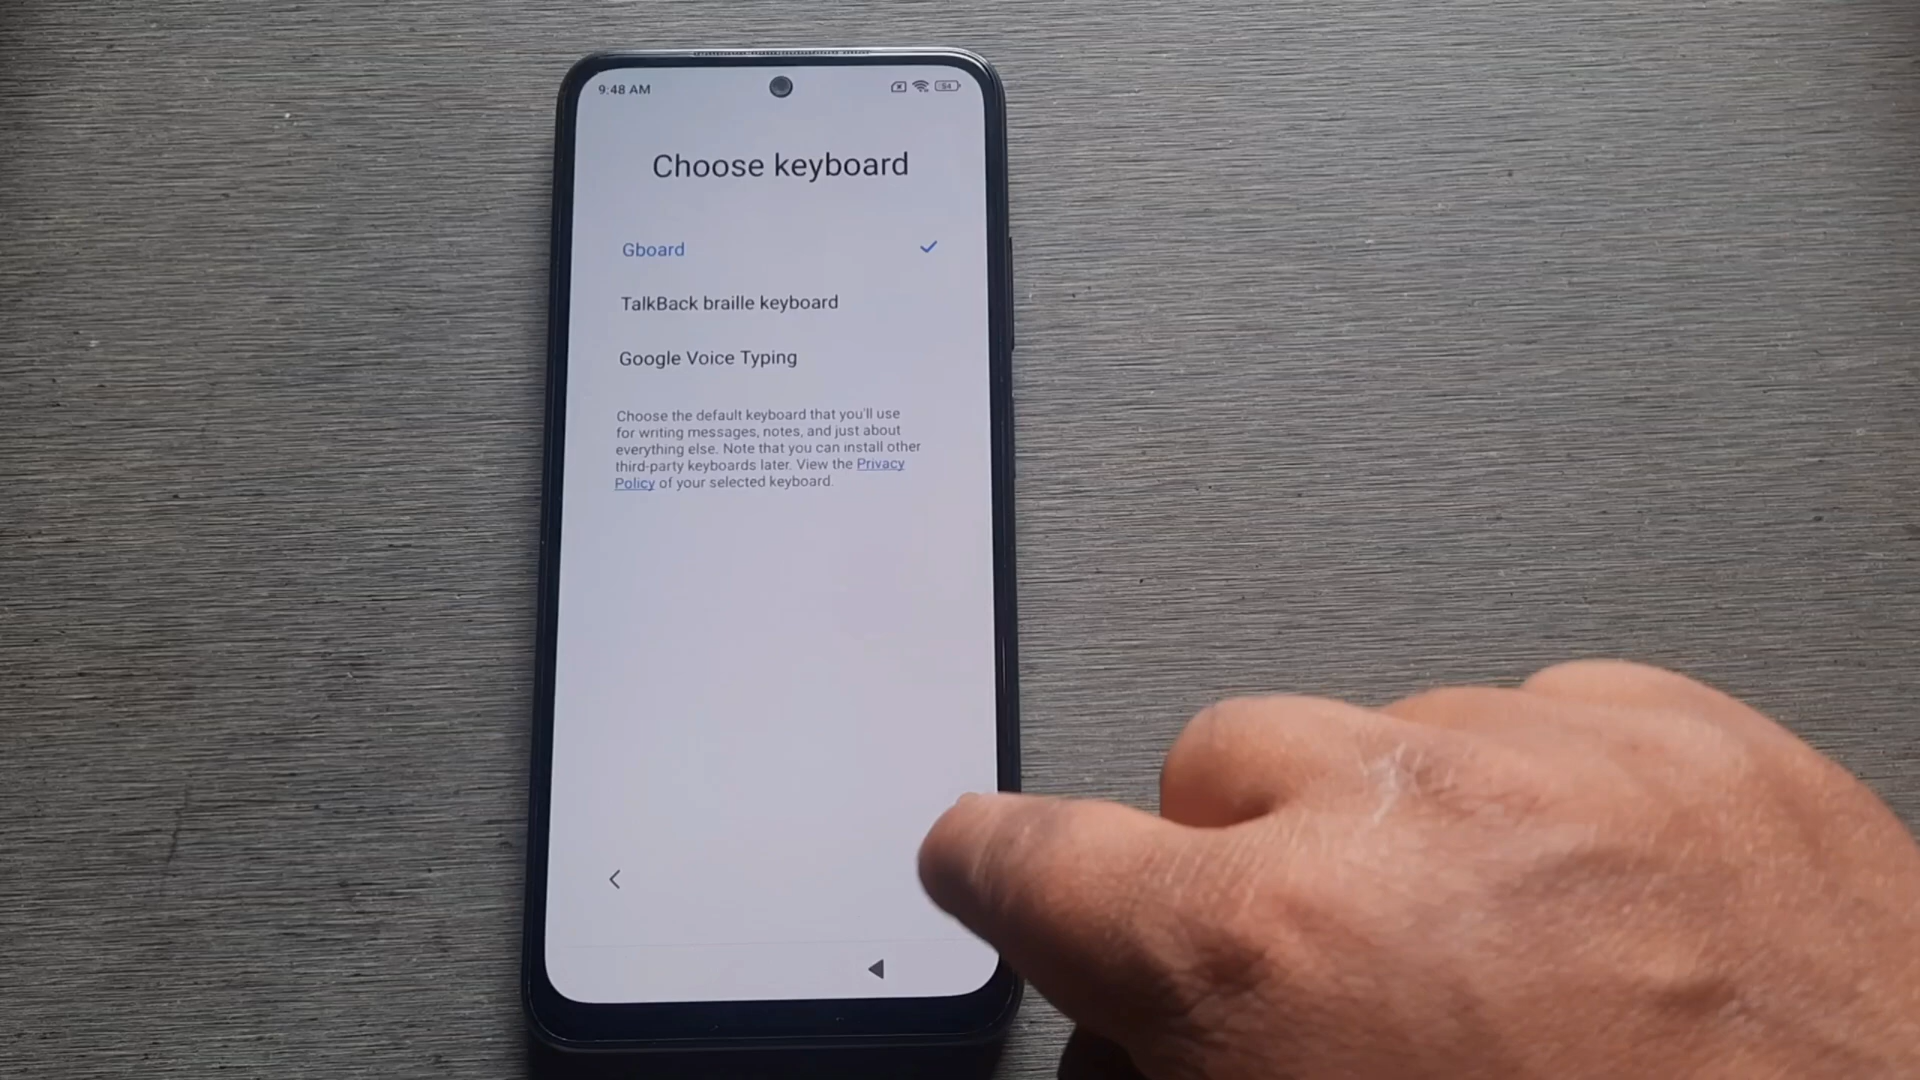 9:48 AM
54
Choose keyboard
Gboard
TalkBack braille keyboard
Google Voice Typing
Choose the default keyboard that you'll use
for writing messages, notes, and just about
everything else. Note that you can install other
third-party keyboards later. View the Privacy
Policy of your selected keyboard.